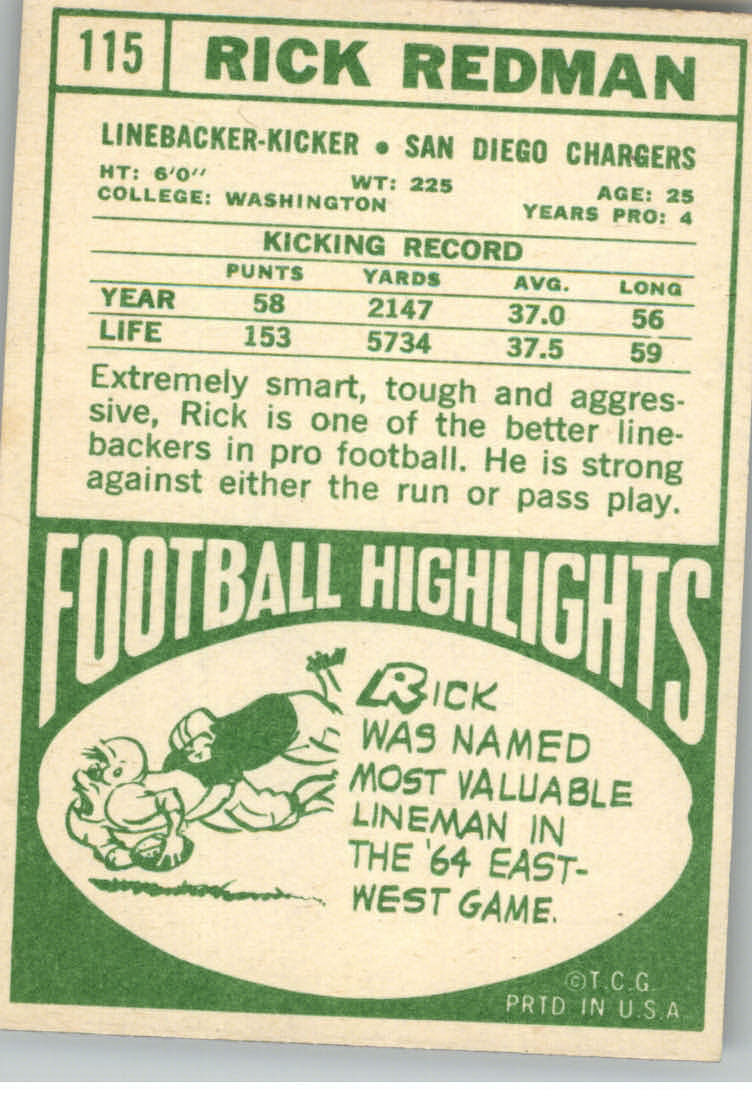 115 RICK REDMAN
LINEBACKER-KICKER • SAN DIEGO CHARGERS
HT: 6'0" WT: 225 AGE: 25
COLLEGE: WASHINGTON YEARS PRO: 4
KICKING RECORD
PUNTS YARDS AVG. LONG
YEAR 58 2147 37.0 56
LIFE 153 5734 37.5 59
Extremely smart, tough and aggres-
sive, Rick is one of the better line-
backers in pro football. He is strong
against either the run or pass play.
FOOTBALL HIGHLIGHTS
RICK
WAS NAMED
MOST VALUABLE
LINEMAN IN
THE '64 EAST-
WEST GAME.
©T.C.G.
PRTD IN U.S.A.